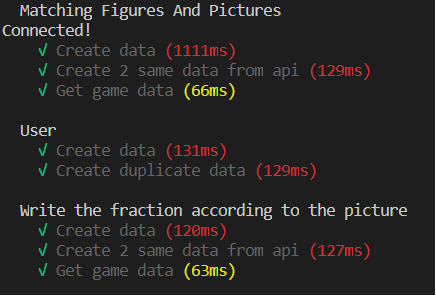 Matching Figures And Pictures
Connected!
√ Create data (1111ms)
√ Create 2 same data from api (129ms)
√ Get game data (66ms)
User
√ Create data (131ms)
√ Create duplicate data (129ms)
Write the fraction according to the picture
√ Create data (120ms)
√ Create 2 same data from api (127ms)
√ Get game data (63ms)